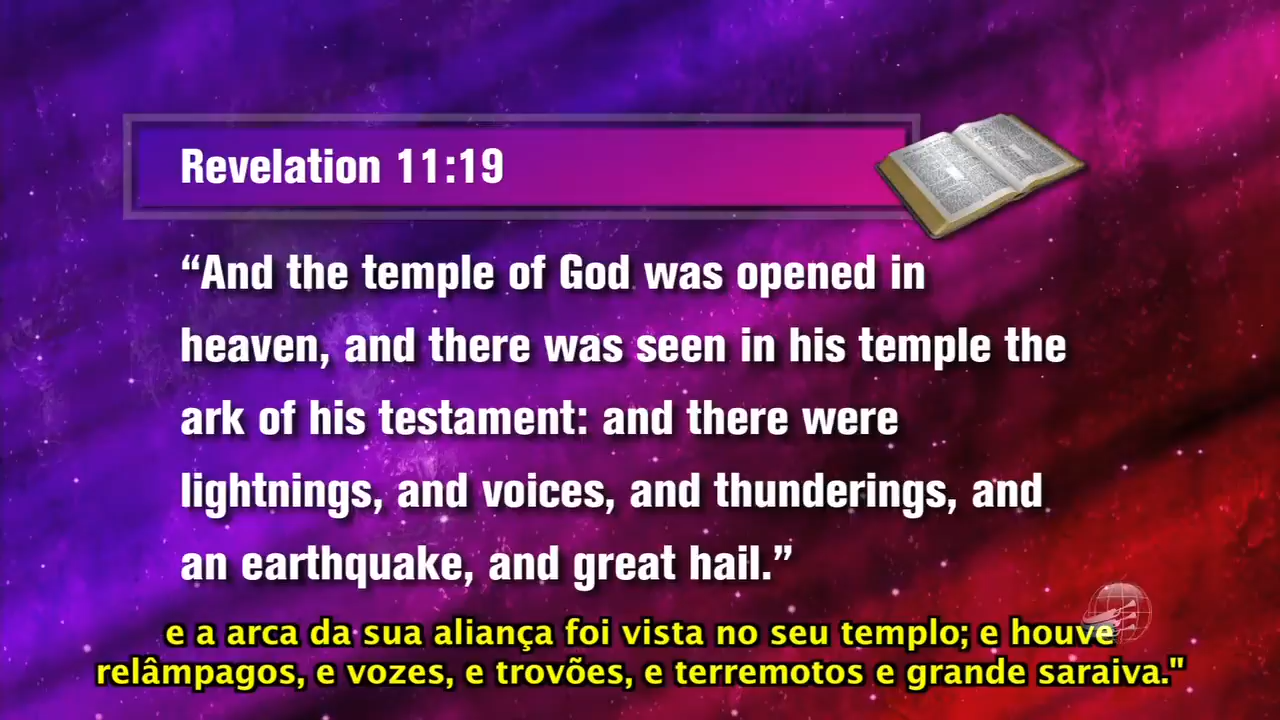 Revelation 11:19
“And the temple of God was opened in
heaven, and there was seen in his temple the
ark of his testament: and there were
lightnings, and voices, and thunderings, and
an earthquake, and great hail.”
e a arca da sua aliança foi vista no seu templo; e houve
relâmpagos, e vozes, e trovões, e terremotos e grande saraiva."